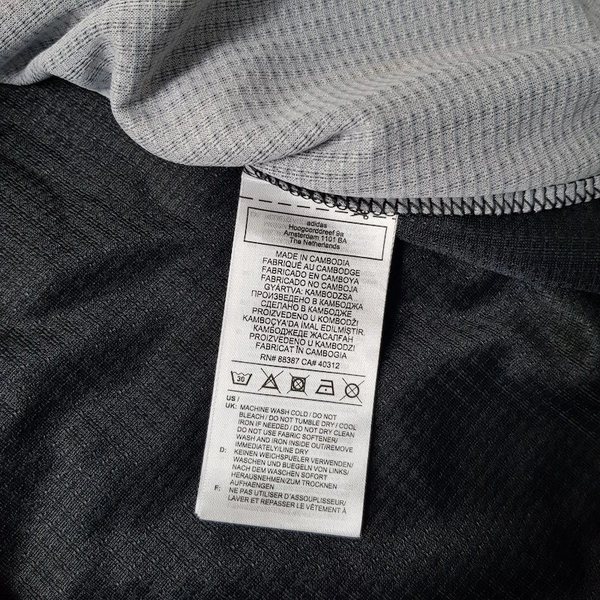 adidas
Hoogoorddreef 9a
Amsterdam 1101 BA
The Netherlands
MADE IN CAMBODIA
FABRIQUÉ AU CAMBODGE
FABRICADO EN CAMBOYA
FABRICADO NO CAMBOJA
GYÁRTVA: KAMBODZSA
ПРОИЗВЕДЕНО В КАМБОДЖА
СДЕЛАНО В КАМБОДЖЕ
PROIZVEDENO U KOMBODŽI
KAMBOÇYA'DA IMAL EDILMISTIR.
КАМБОДЖЕДЕ ЖАСАЛҒАН
PROIZVEDENO U KAMBODZI
FABRICAT ÎN CAMBOGIA
RN# 88387 CA# 40312
30
US /
UK: MACHINE WASH COLD / DO NOT
BLEACH / DO NOT TUMBLE DRY / COOL
IRON IF NEEDED / DO NOT DRY CLEAN
DO NOT USE FABRIC SOFTENER/
WASH AND IRON INSIDE OUT/REMOVE
IMMEDIATELY/LINE DRY
D: KEINEN WEICHSPUELER VERWENDEN/
WASCHEN UND BUEGELN VON LINKS/
NACH DEM WASCHEN SOFORT
HERAUSNEHMEN/ZUM TROCKNEN
AUFHAENGEN
F: NE PAS UTILISER D'ASSOUPLISSEUR/
LAVER ET REPASSER LE VÊTEMENT À